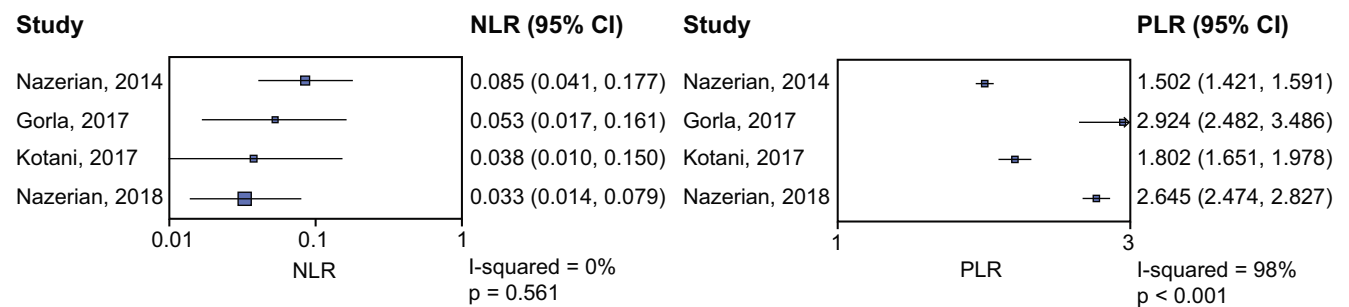 Study NLR (95% CI)
Nazerian, 2014 0.085 (0.041, 0.177)
Gorla, 2017 0.053 (0.017, 0.161)
Kotani, 2017 0.038 (0.010, 0.150)
Nazerian, 2018 0.033 (0.014, 0.079)
0.01 0.1 1
NLR
I-squared = 0%
p = 0.561
Study PLR (95% CI)
Nazerian, 2014 1.502 (1.421, 1.591)
Gorla, 2017 2.924 (2.482, 3.486)
Kotani, 2017 1.802 (1.651, 1.978)
Nazerian, 2018 2.645 (2.474, 2.827)
1 3
PLR
I-squared = 98%
p < 0.001